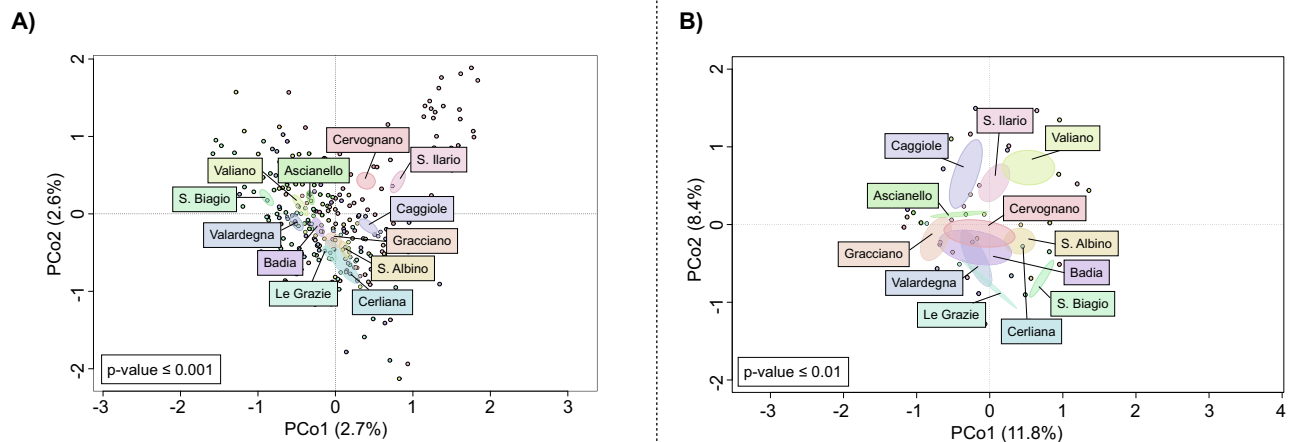 A)
2
1
0
-1
-2
PCo2 (2.6%)
Cervognano
S. Ilario
Valiano
Ascianello
S. Biagio
Caggiole
Valardegna
Gracciano
Badia
S. Albino
Le Grazie
Cerliana
p-value ≤ 0.001
-3 -2 -1 0 1 2 3
PCo1 (2.7%)
B)
2
1
0
-1
-2
PCo2 (8.4%)
S. Ilario
Caggiole
Valiano
Ascianello
Cervognano
Gracciano
S. Albino
Badia
Valardegna
S. Biagio
Le Grazie
Cerliana
p-value ≤ 0.01
-3 -2 -1 0 1 2 3 4
PCo1 (11.8%)